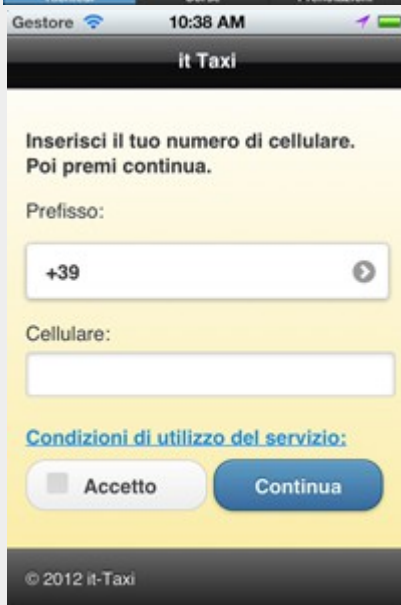 Gestore 10:38 AM
it Taxi
Inserisci il tuo numero di cellulare.
Poi premi continua.
Prefisso:
+39
Cellulare:
Condizioni di utilizzo del servizio:
Accetto Continua
© 2012 it-Taxi